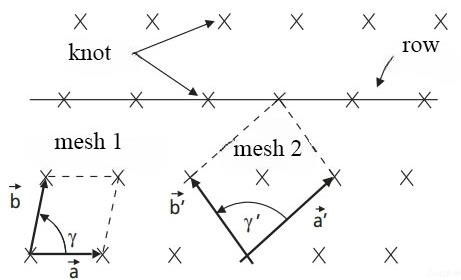 knot
row
mesh 1
mesh 2
b⃗
γ
a⃗
b⃗′
γ′
a⃗′